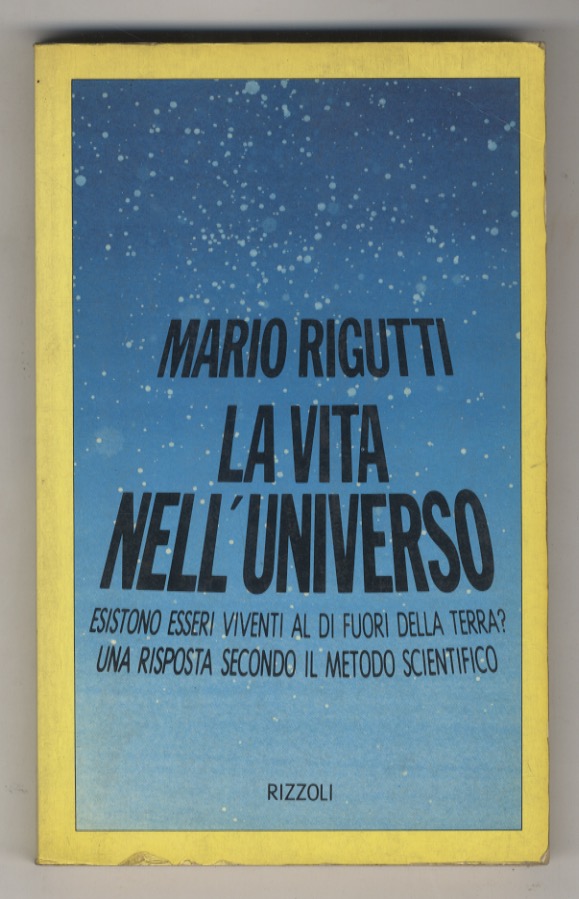 MARIO RIGUTTI
LA VITA
NELL'UNIVERSO
ESISTONO ESSERI VIVENTI AL DI FUORI DELLA TERRA?
UNA RISPOSTA SECONDO IL METODO SCIENTIFICO
RIZZOLI